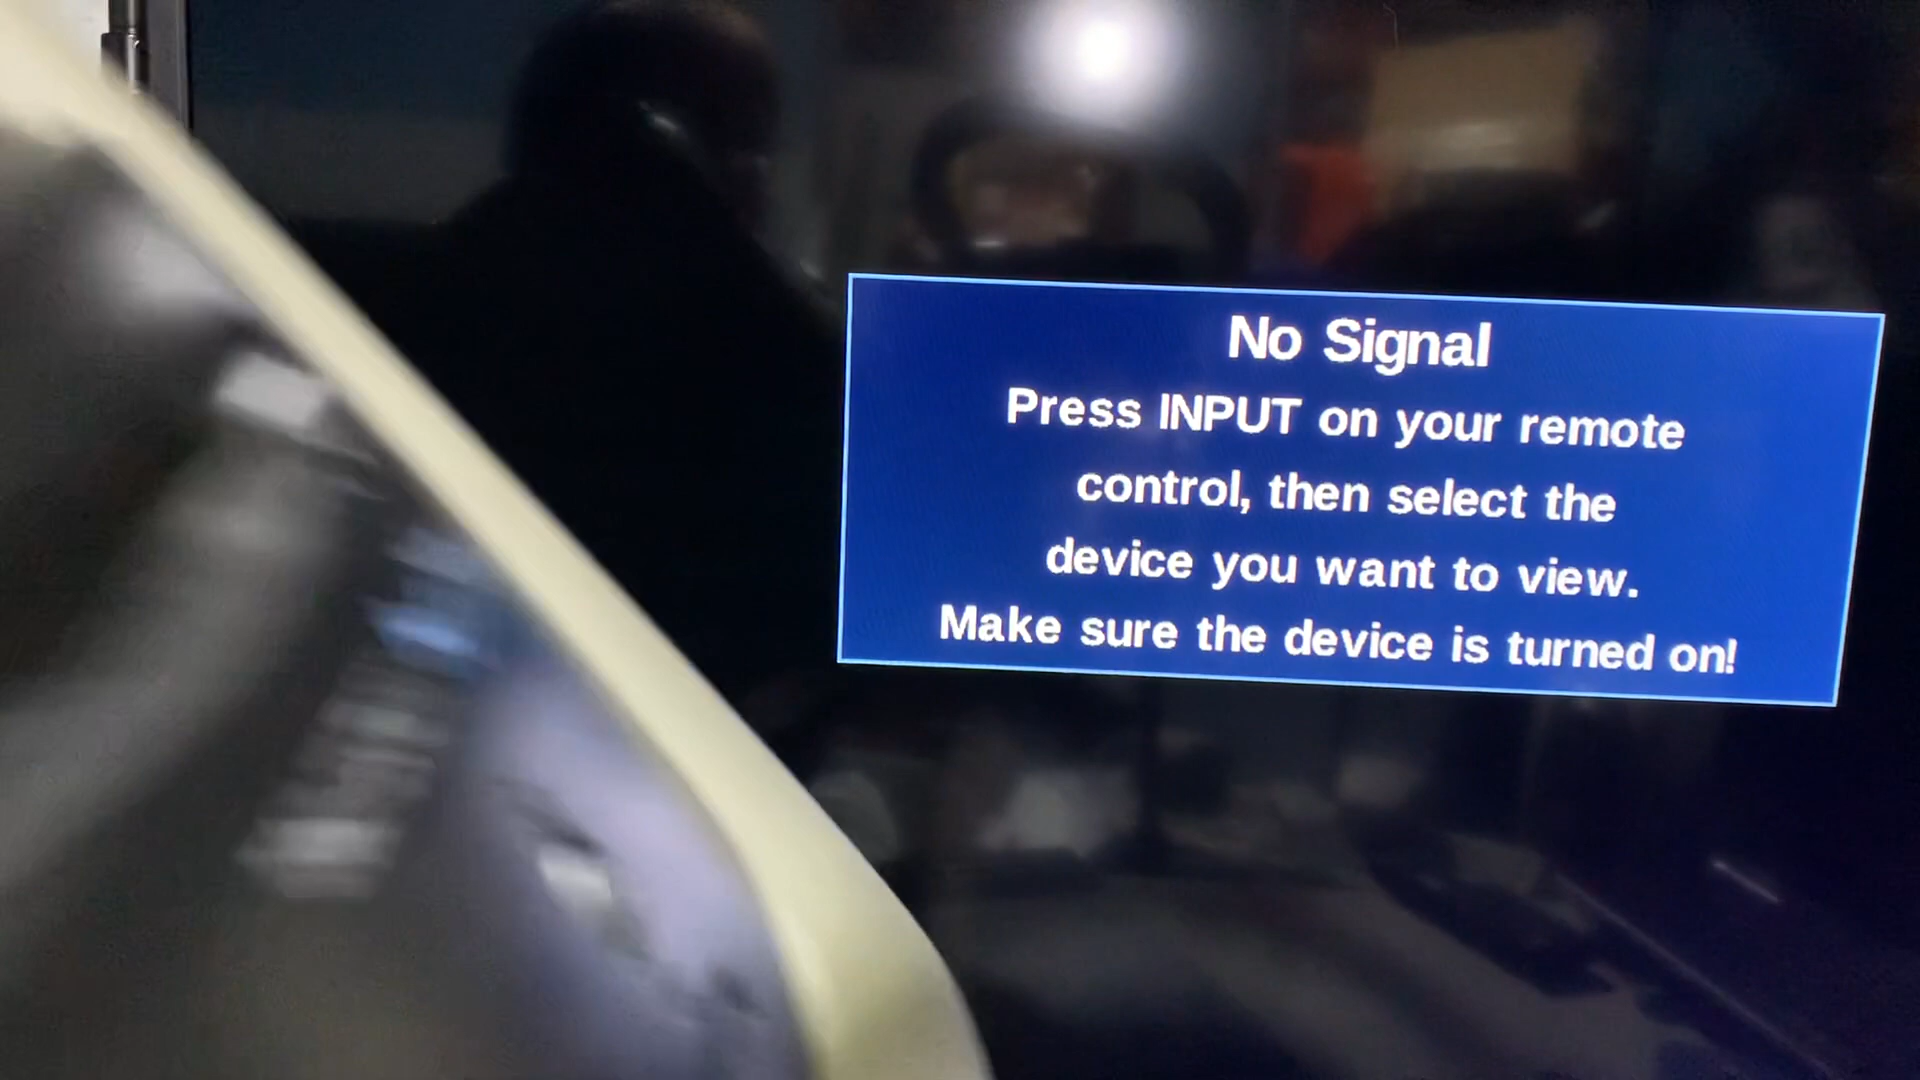 No Signal
Press INPUT on your remote
control, then select the
device you want to view.
Make sure the device is turned on!